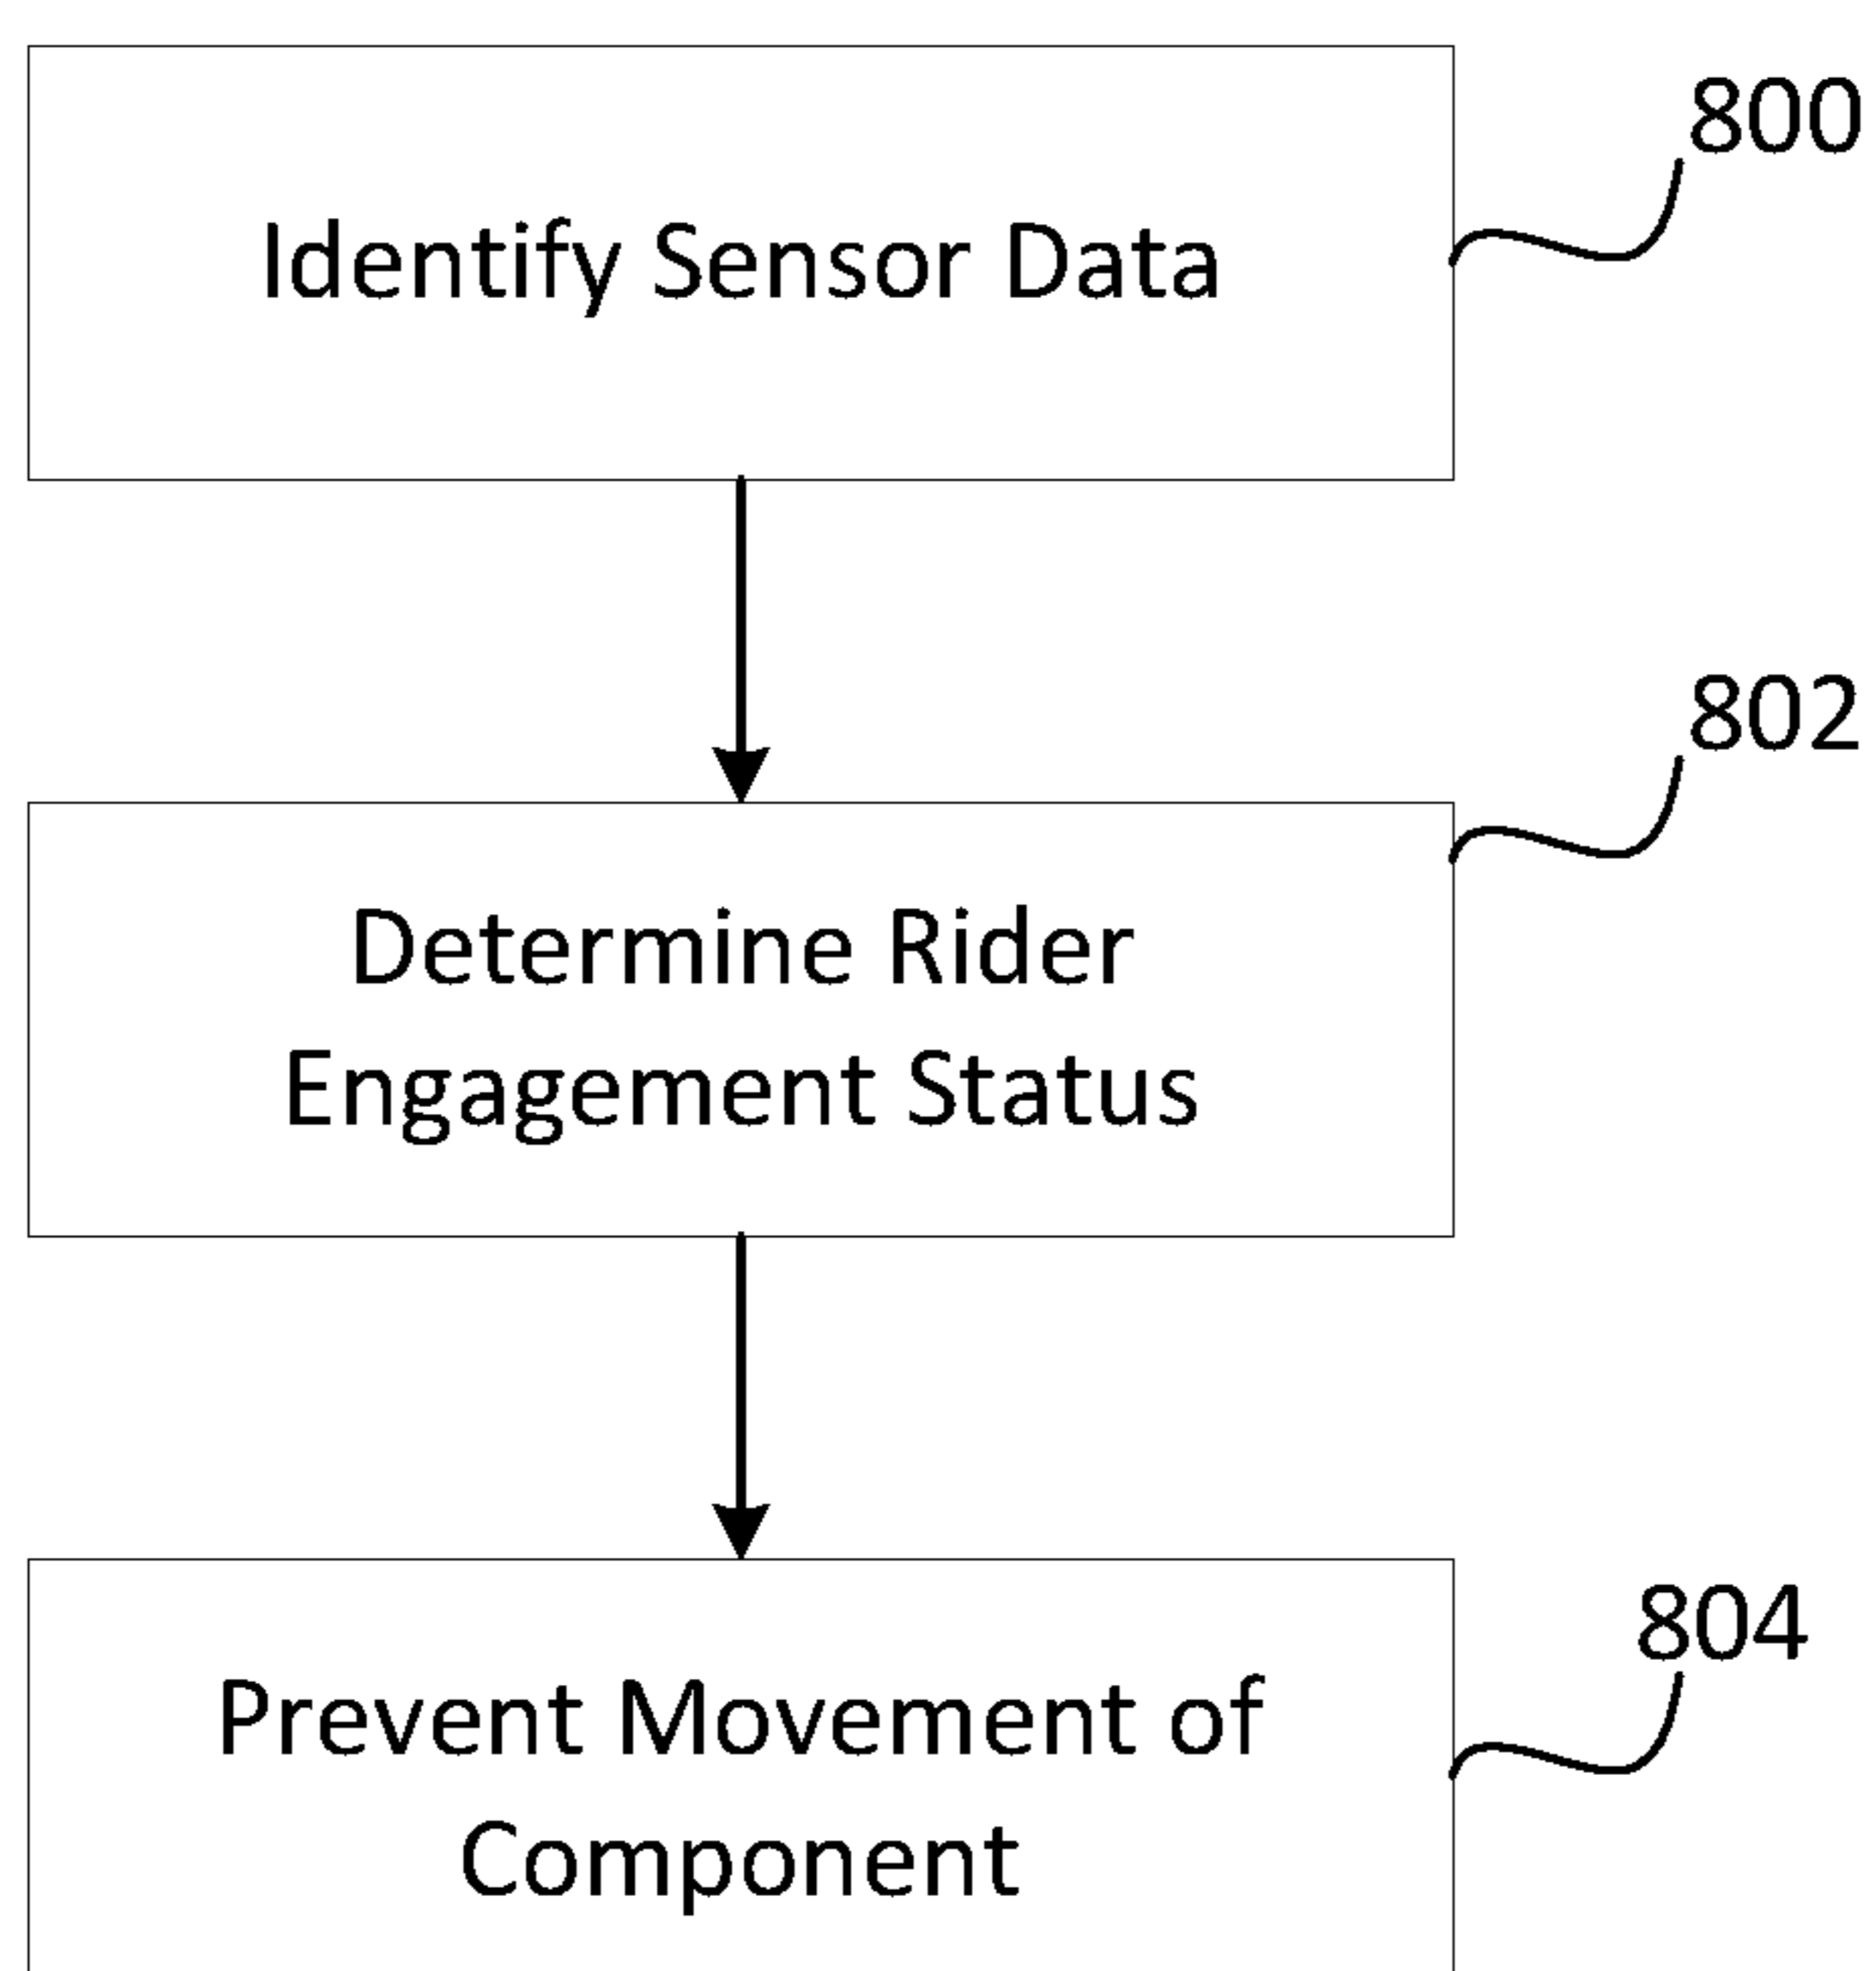 800
Identify Sensor Data
802
Determine Rider
Engagement Status
804
Prevent Movement of
Component